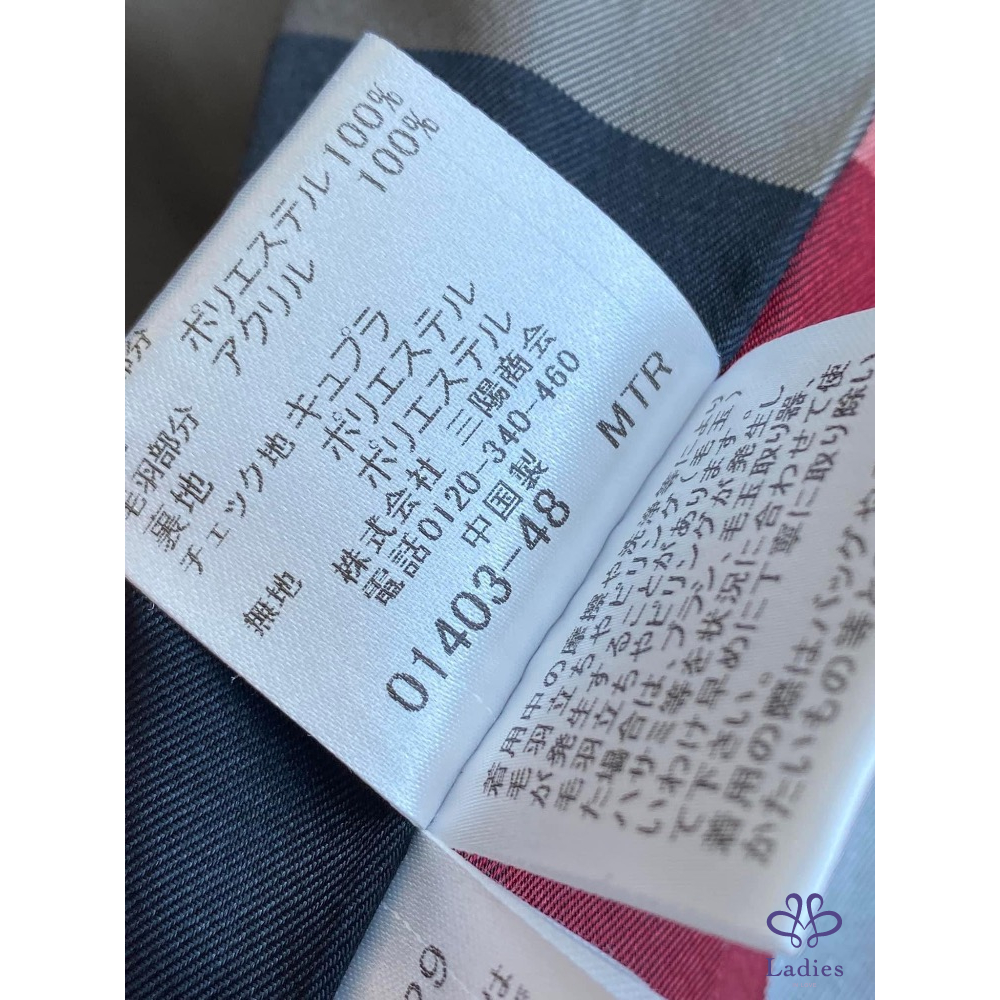 ポリエステル 100%
アクリル 100%
毛羽部分
裏地
チェック地 キュプラ
ポリエステル
無地 ポリエステル
株式会社 三陽商会
電話0120-340-460
中国製
01403-48
MTR
着用中の摩擦や洗濯等により
毛羽立ちやピリング(毛玉)
が発生することがあります。
毛羽立ちやピリングが発生し
た場合は、ブラシ、毛玉取り器、
ハサミ等を状況に合わせて使
いわけ早めに丁寧に取り除い
て下さい。
着用の際はバッグや
かたいもの等と
29
は
Ladies